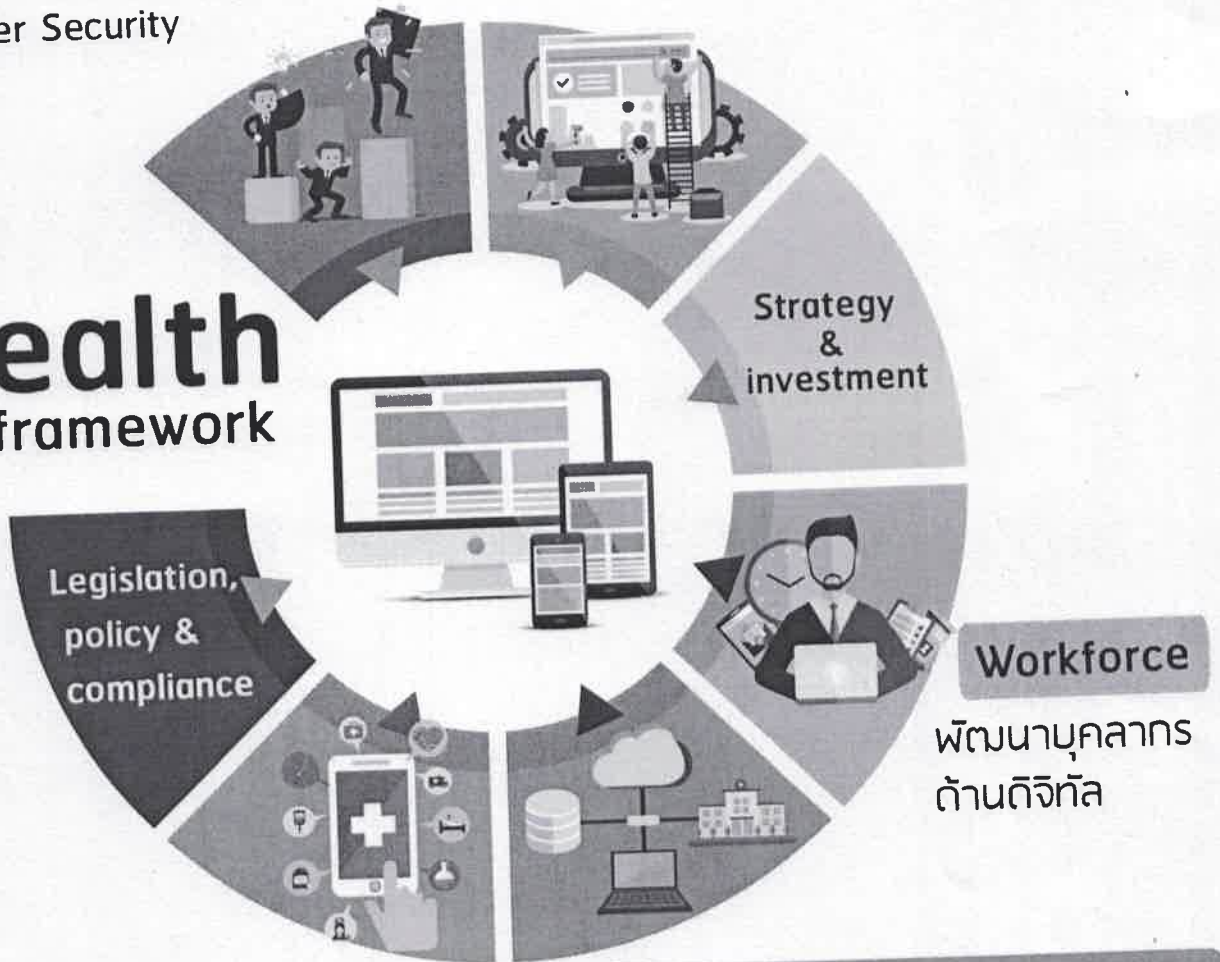 er Security
ealth
framework
Strategy
&
investment
Legislation,
policy &
compliance
Workforce
พัฒนาบุคลากร
ด้านดิจิทัล